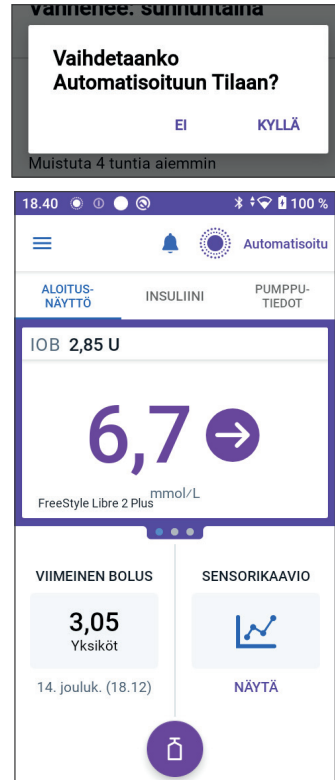 Vanhenee: sunnuntaina
Vaihdetaanko
Automatisoituun Tilaan?
EI KYLLÄ
Muistuta 4 tuntia aiemmin
18.40 100 %
Automatisoitu
ALOITUS-
NÄYTTÖ
INSULIINI
PUMPPU-
TIEDOT
IOB 2,85 U
6,7
mmol/L
FreeStyle Libre 2 Plus
VIIMEINEN BOLUS
SENSORIKAAVIO
3,05
Yksiköt
14. jouluk. (18.12)
NÄYTÄ